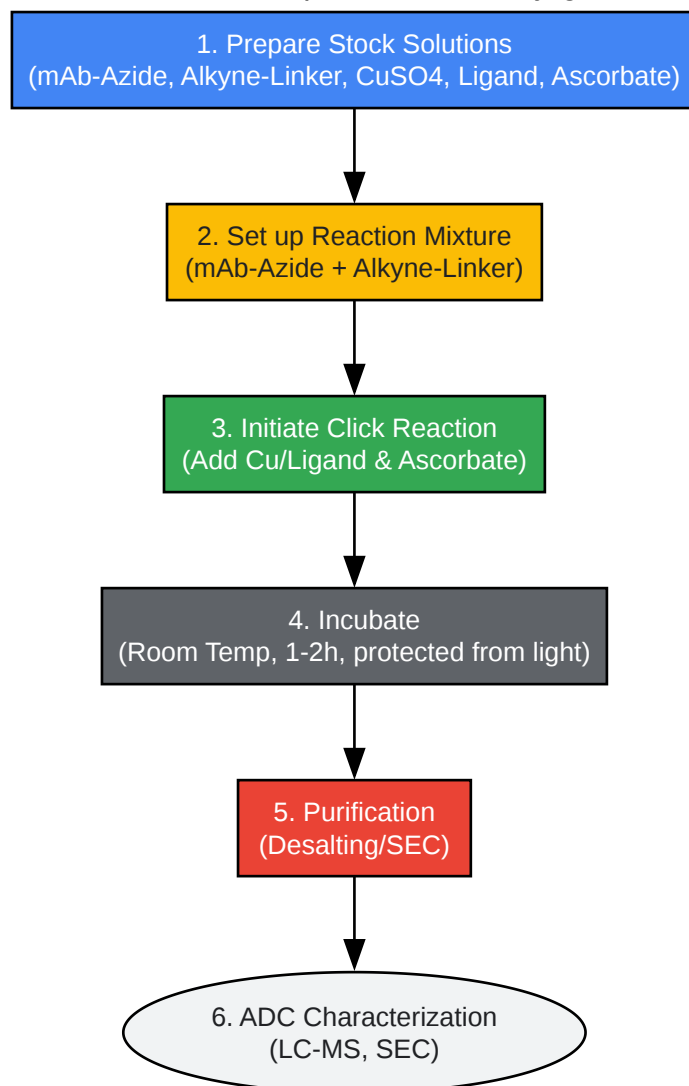 1. Prepare Stock Solutions
(mAb-Azide, Alkyne-Linker, CuSO4, Ligand, Ascorbate)
2. Set up Reaction Mixture
(mAb-Azide + Alkyne-Linker)
3. Initiate Click Reaction
(Add Cu/Ligand & Ascorbate)
4. Incubate
(Room Temp, 1-2h, protected from light)
5. Purification
(Desalting/SEC)
6. ADC Characterization
(LC-MS, SEC)